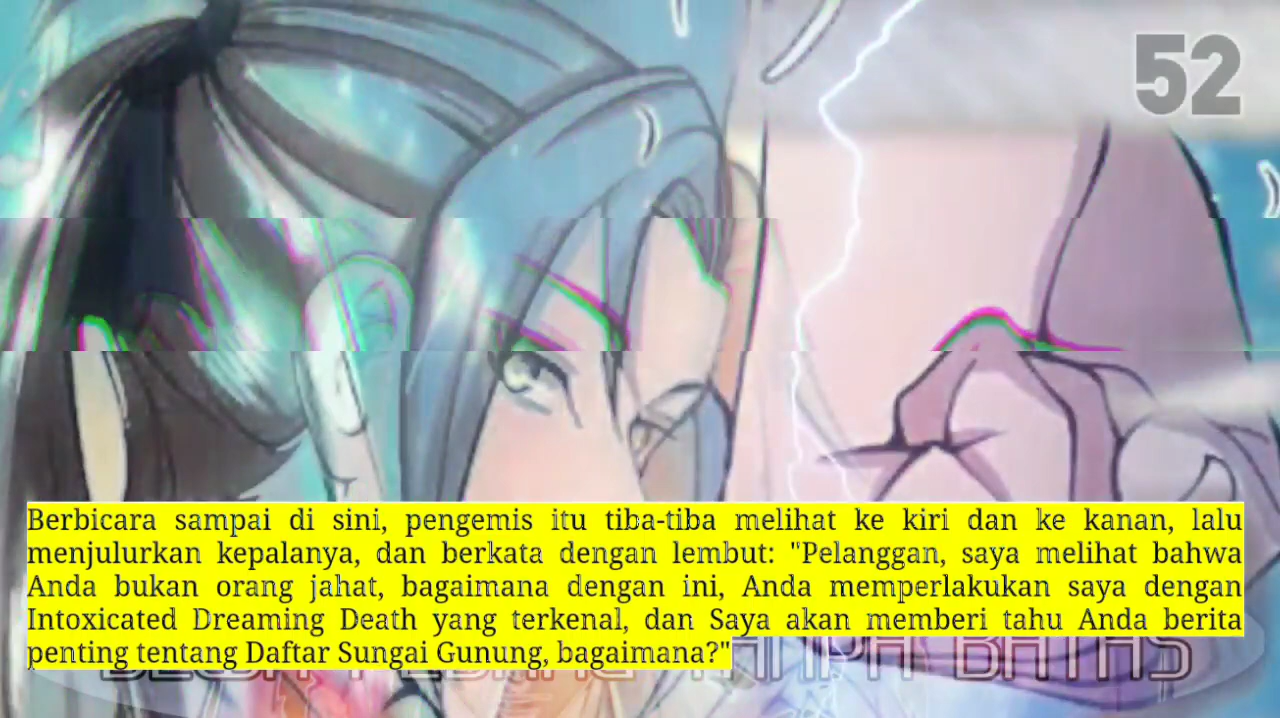 52
Berbicara sampai di sini, pengemis itu tiba-tiba melihat ke kiri dan ke kanan, lalu
menjulurkan kepalanya, dan berkata dengan lembut: "Pelanggan, saya melihat bahwa
Anda bukan orang jahat, bagaimana dengan ini, Anda memperlakukan saya dengan
Intoxicated Dreaming Death yang terkenal, dan Saya akan memberi tahu Anda berita
penting tentang Daftar Sungai Gunung, bagaimana?"
TANPA BATAS